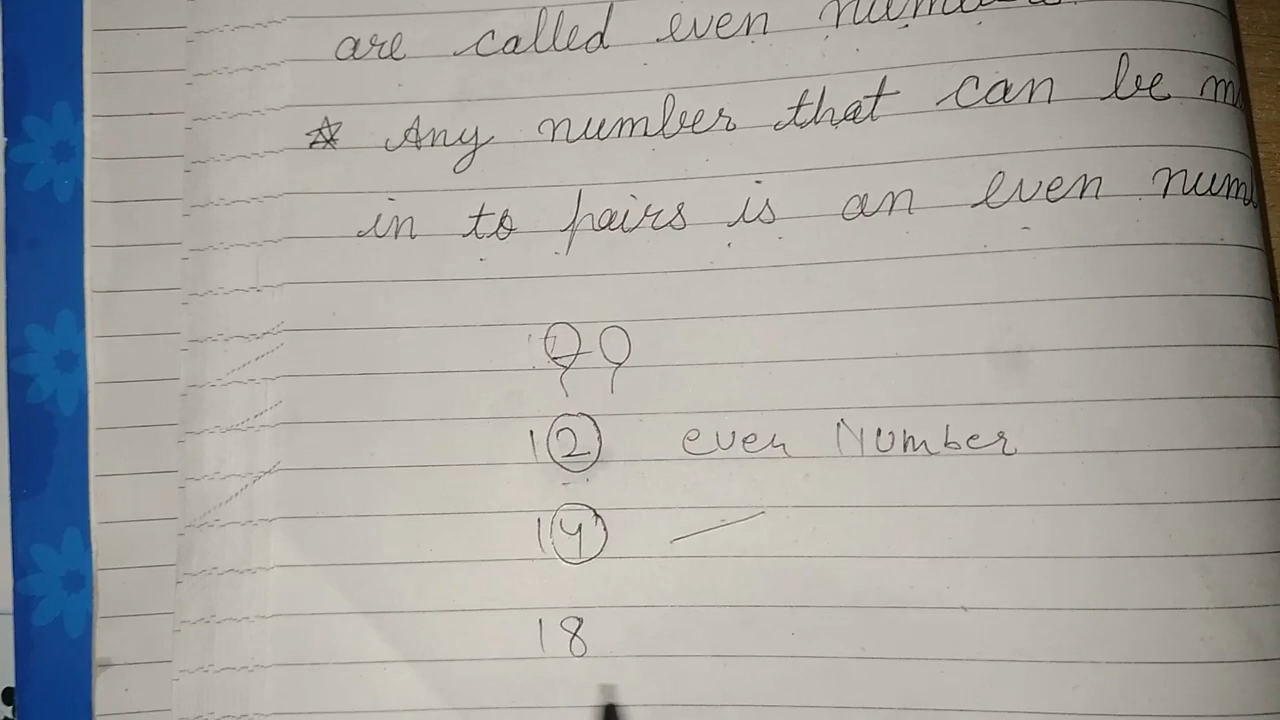 are called even
☆ Any number that can be
in to pairs is an even
12 even Number
14
18